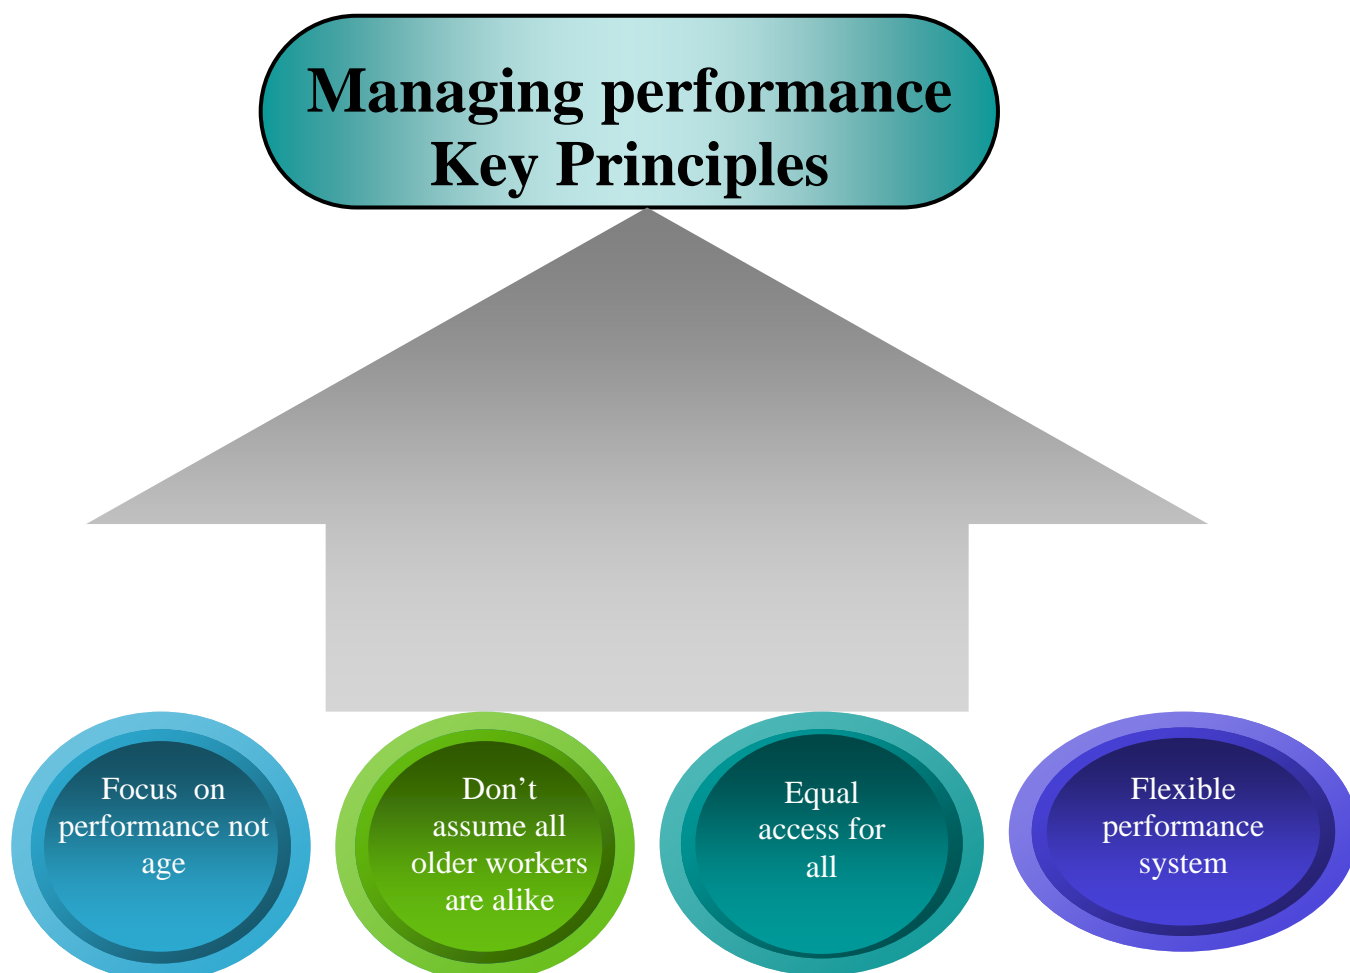 Managing performance
Key Principles
Focus on
performance not
age
Don’t
assume all
older workers
are alike
Equal
access for
all
Flexible
performance
system